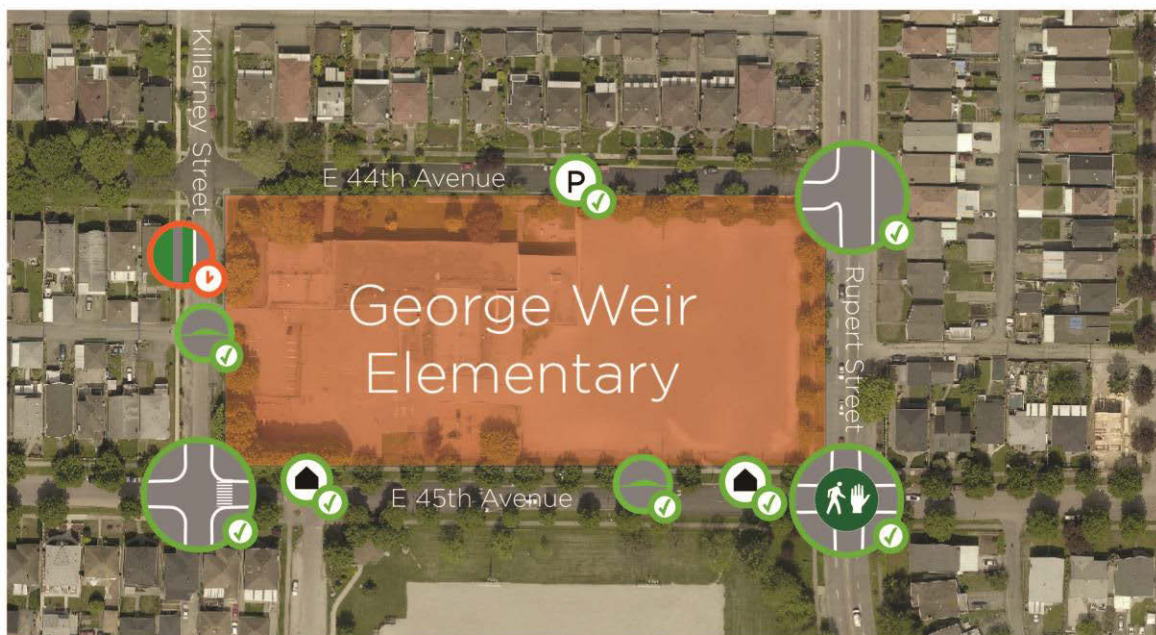 Killarney Street
E 44th Avenue
P
George Weir
Elementary
Rupert Street
E 45th Avenue